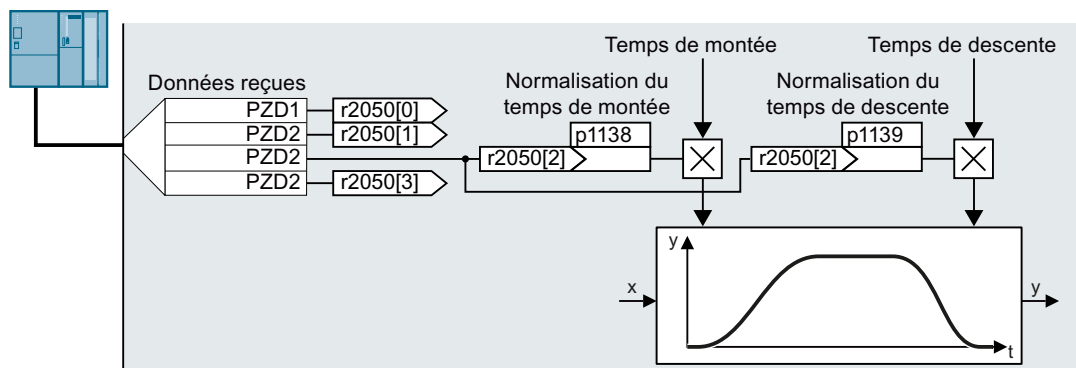 Temps de montée
Temps de descente
Données reçues
Normalisation du
temps de montée
Normalisation du
temps de descente
PZD1
r2050[0]
PZD2
r2050[1]
p1138
p1139
PZD2
r2050[2]
r2050[2]
PZD2
r2050[3]
y
x
y
t